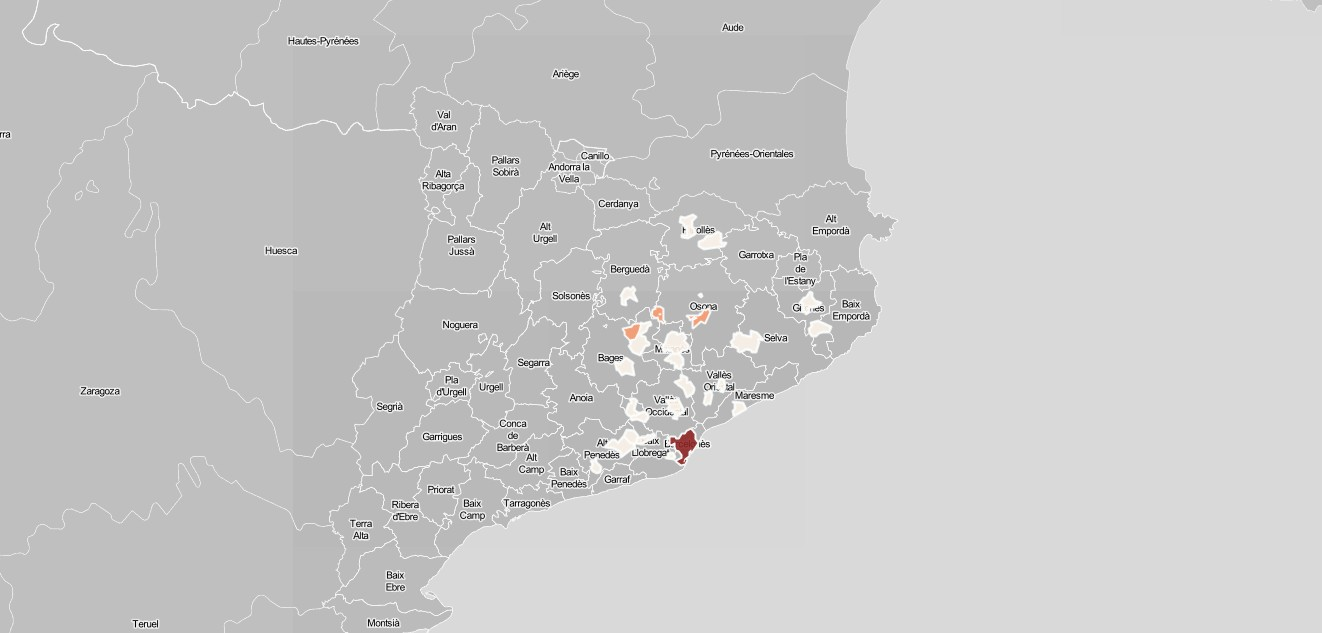 Aude
Hautes-Pyrénées
Ariège
Val
d'Aran
rra
Pyrénées-Orientales
Canillo
Pallars
Sobirà
Andorra la
Vella
Alta
Ribagorça
Cerdanya
Alt
Empordà
Alt
Urgell
Pallars
Jussà
Huesca
Garrotxa
Pla
de
l'Estany
Berguedà
Solsonès
Osona
Baix
Empordà
Noguera
Selva
Bages
Segarra
Vallès
Pla
d'Urgell
Urgell
Zaragoza
Maresme
Anoia
Segrià
Conca
de
Barberà
Garrigues
Alt
Penedès
Llobregat
Alt
Camp
Baix
Penedès
Garraf
Priorat
Ribera
d'Ebre
Baix
Camp
Tarragonès
Terra
Alta
Baix
Ebre
Teruel
Montsià